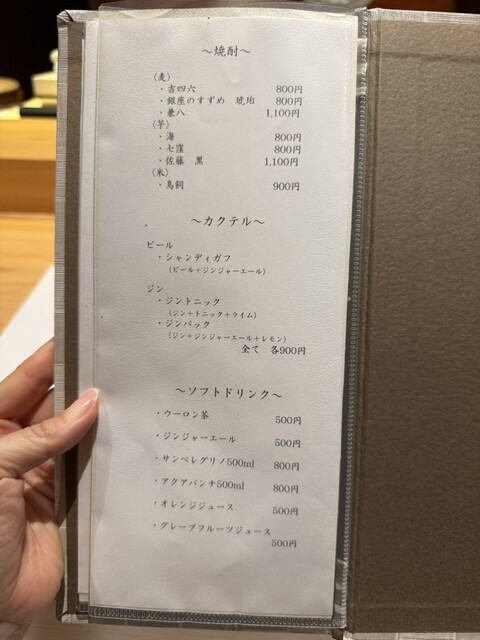 ～焼酎～
（麦）
・吉四六 800円
・銀座のすずめ 琥珀 800円
・兼八 1,100円
（芋）
・海 800円
・七窪 800円
・佐藤 黒 1,100円
（米）
・鳥飼 900円
～カクテル～
ビール
・シャンディガフ
（ビール＋ジンジャーエール）
ジン
・ジントニック
（ジン＋トニック＋ライム）
・ジンバック
（ジン＋ジンジャーエール＋レモン）
全て 各900円
～ソフトドリンク～
・ウーロン茶 500円
・ジンジャーエール 500円
・サンペレグリノ500ml 800円
・アクアパンナ500ml 800円
・オレンジジュース 500円
・グレープフルーツジュース
500円